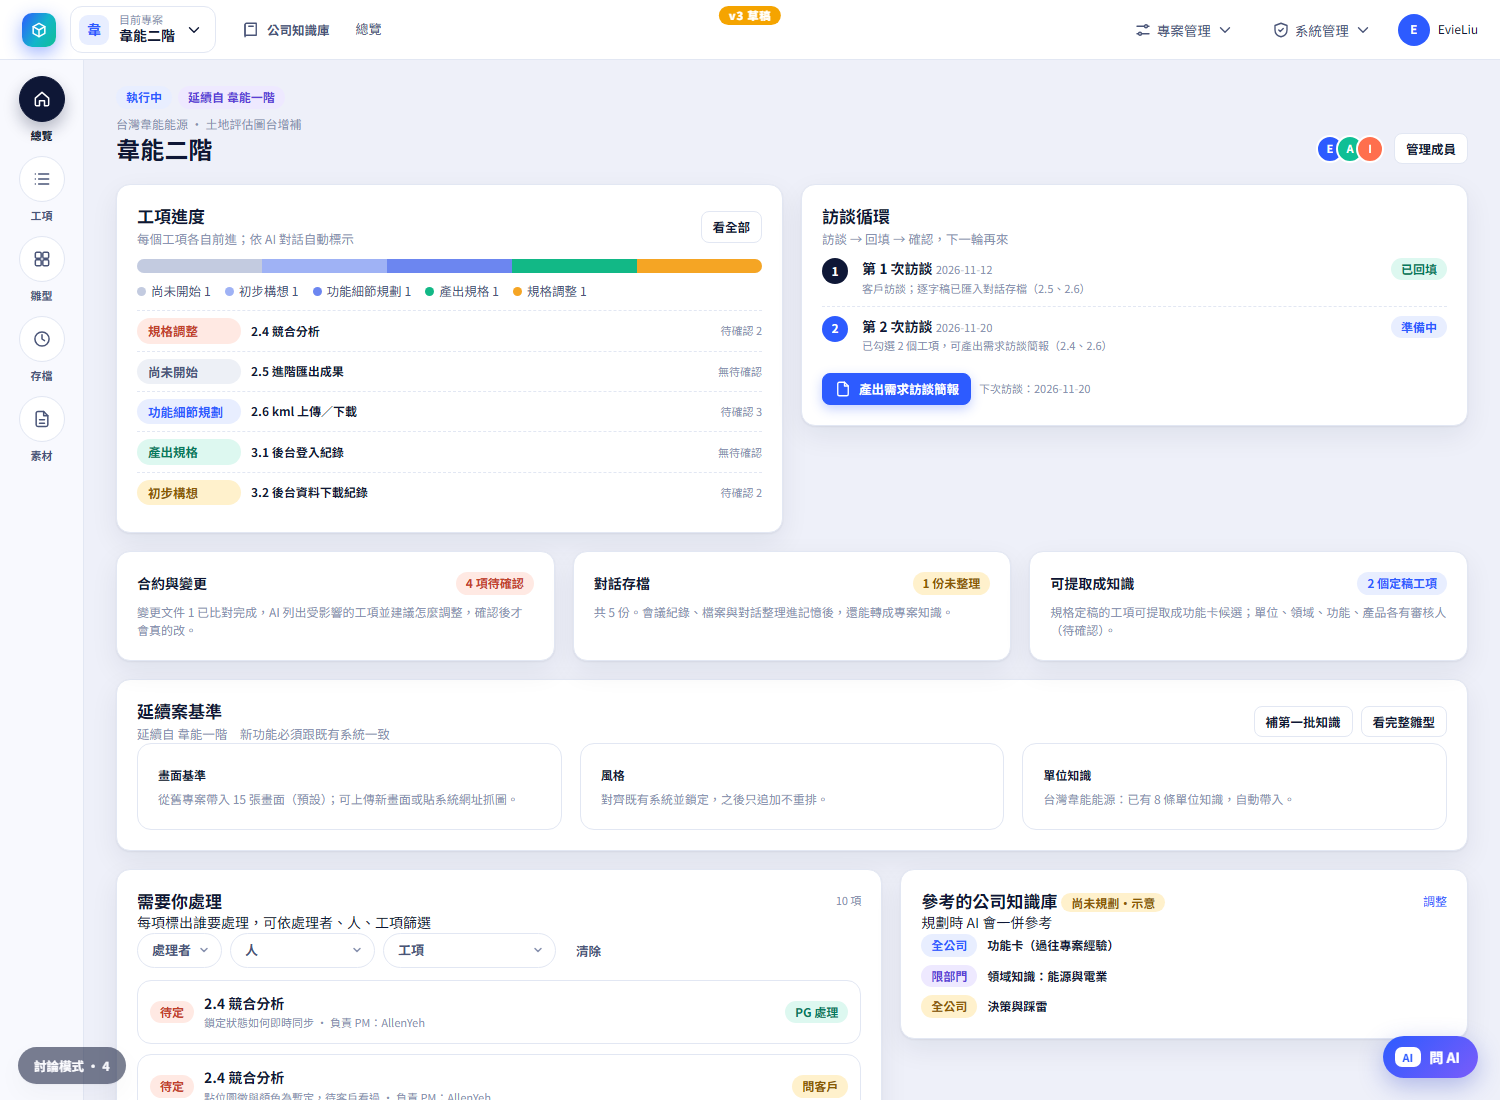 韋
目前專案
韋能二階
公司知識庫
總覽
v3 草稿
專案管理
系統管理
E
EvieLiu
總覽
工項
雛型
存檔
素材
執行中
延續自 韋能一階
台灣韋能能源 · 土地評估圖台增補
韋能二階
E
A
I
管理成員
工項進度
每個工項各自前進；依 AI 對話自動標示
看全部
尚未開始 1
初步構想 1
功能細節規劃 1
產出規格 1
規格調整 1
規格調整
2.4 競合分析
待確認 2
尚未開始
2.5 進階匯出成果
無待確認
功能細節規劃
2.6 kml 上傳／下載
待確認 3
產出規格
3.1 後台登入紀錄
無待確認
初步構想
3.2 後台資料下載紀錄
待確認 2
訪談循環
訪談 → 回填 → 確認，下一輪再來
1
第 1 次訪談 2026-11-12
客戶訪談；逐字稿已匯入對話存檔（2.5、2.6）
已回填
2
第 2 次訪談 2026-11-20
已勾選 2 個工項，可產出需求訪談簡報（2.4、2.6）
準備中
產出需求訪談簡報
下次訪談：2026-11-20
合約與變更
4 項待確認
變更文件 1 已比對完成，AI 列出受影響的工項並建議怎麼調整，確認後才
會真的改。
對話存檔
1 份未整理
共 5 份。會議紀錄、檔案與對話整理進記憶後，還能轉成專案知識。
可提取成知識
2 個定稿工項
規格定稿的工項可提取成功能卡候選；單位、領域、功能、產品各有審核人
（待確認）。
延續案基準
延續自 韋能一階　新功能必須跟既有系統一致
補第一批知識
看完整雛型
畫面基準
從舊專案帶入 15 張畫面（預設）；可上傳新畫面或貼系統網址抓圖。
風格
對齊既有系統並鎖定，之後只追加不重排。
單位知識
台灣韋能能源：已有 8 條單位知識，自動帶入。
需要你處理
10 項
每項標出誰要處理，可依處理者、人、工項篩選
處理者
人
工項
清除
待定
2.4 競合分析
鎖定狀態如何即時同步 · 負責 PM：AllenYeh
PG 處理
待定
2.4 競合分析
點位圖徵與顏色為暫定，待客戶看過 · 負責 PM：AllenYeh
問客戶
參考的公司知識庫
尚未規劃・示意
調整
規劃時 AI 會一併參考
全公司
功能卡（過往專案經驗）
限部門
領域知識：能源與電業
全公司
決策與踩雷
討論模式 · 4
AI
問 AI